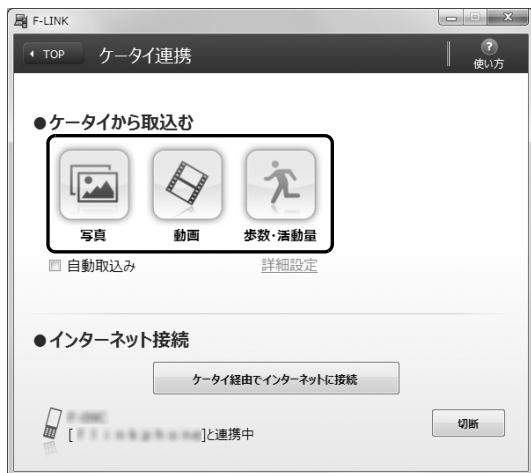 F-LINK
TOP ケータイ連携
使い方
●ケータイから取込む
写真 動画 歩数・活動量
自動取込み 詳細設定
●インターネット接続
ケータイ経由でインターネットに接続
[ ]と連携中
切断